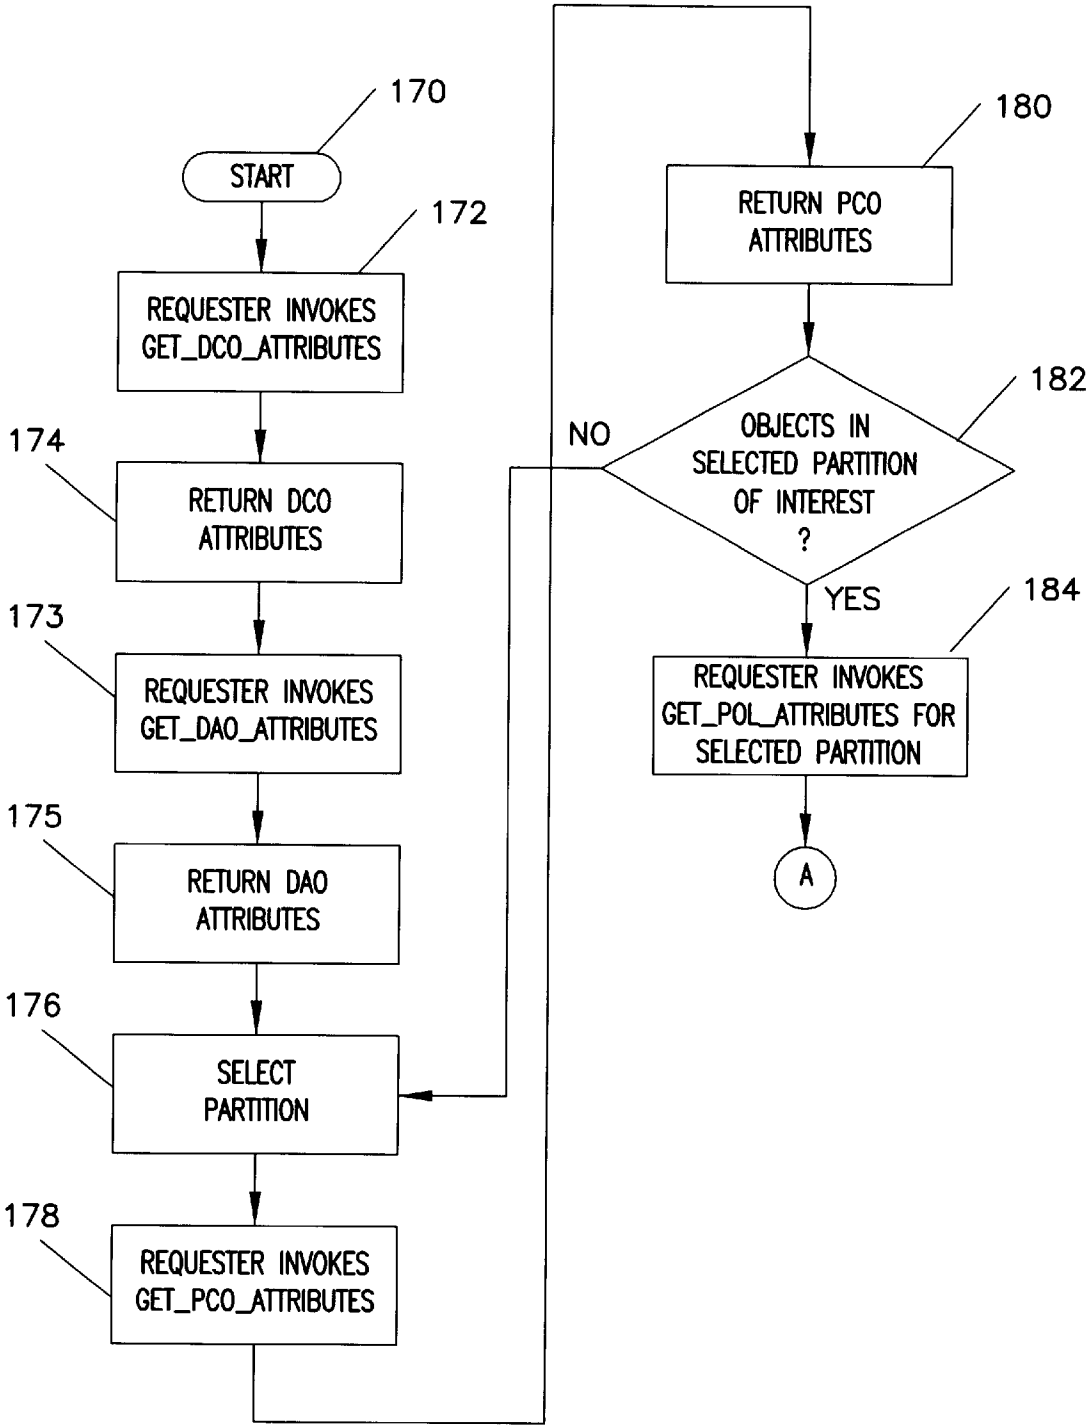 170
START
172
REQUESTER INVOKES
GET_DCO_ATTRIBUTES
174
RETURN DCO
ATTRIBUTES
173
REQUESTER INVOKES
GET_DAO_ATTRIBUTES
175
RETURN DAO
ATTRIBUTES
176
SELECT
PARTITION
178
REQUESTER INVOKES
GET_PCO_ATTRIBUTES
180
RETURN PCO
ATTRIBUTES
182
OBJECTS IN
SELECTED PARTITION
OF INTEREST
?
NO
YES
184
REQUESTER INVOKES
GET_POL_ATTRIBUTES FOR
SELECTED PARTITION
A